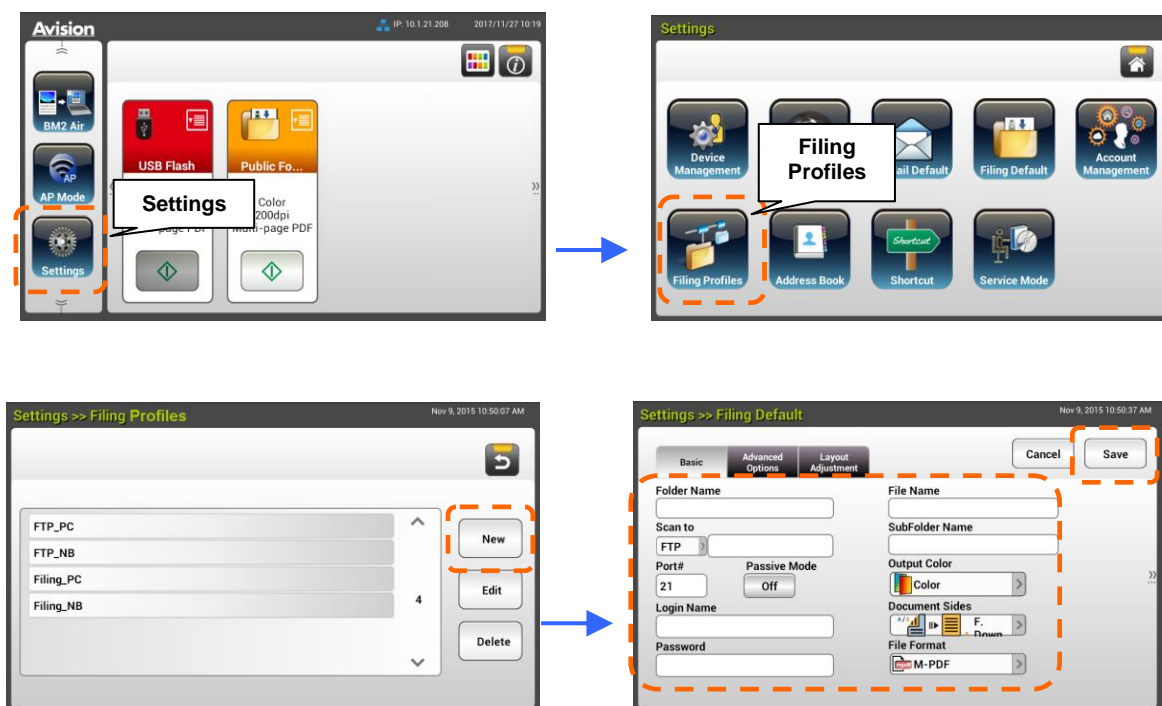 Avision
IP: 10.1.21.208
2017/11/27 10:19
BM2 Air
AP
AP Mode
Settings
USB Flash
Public Fo...
Color
200dpi
Multi-page PDF
Settings
Settings
Filing
Profiles
Device
Management
ail Default
Filing Default
Account
Management
Filing Profiles
Address Book
Shortcut
Shortcut
Service Mode
Settings >> Filing Profiles
Nov 9, 2015 10:50:07 AM
FTP_PC
FTP_NB
Filing_PC
Filing_NB
4
New
Edit
Delete
Settings >> Filing Default
Nov 9, 2015 10:50:37 AM
Basic
Advanced
Options
Layout
Adjustment
Cancel
Save
Folder Name
File Name
Scan to
SubFolder Name
FTP
Port#
Passive Mode
Output Color
21
Off
Color
Login Name
Document Sides
F.
Down
Password
File Format
M-PDF